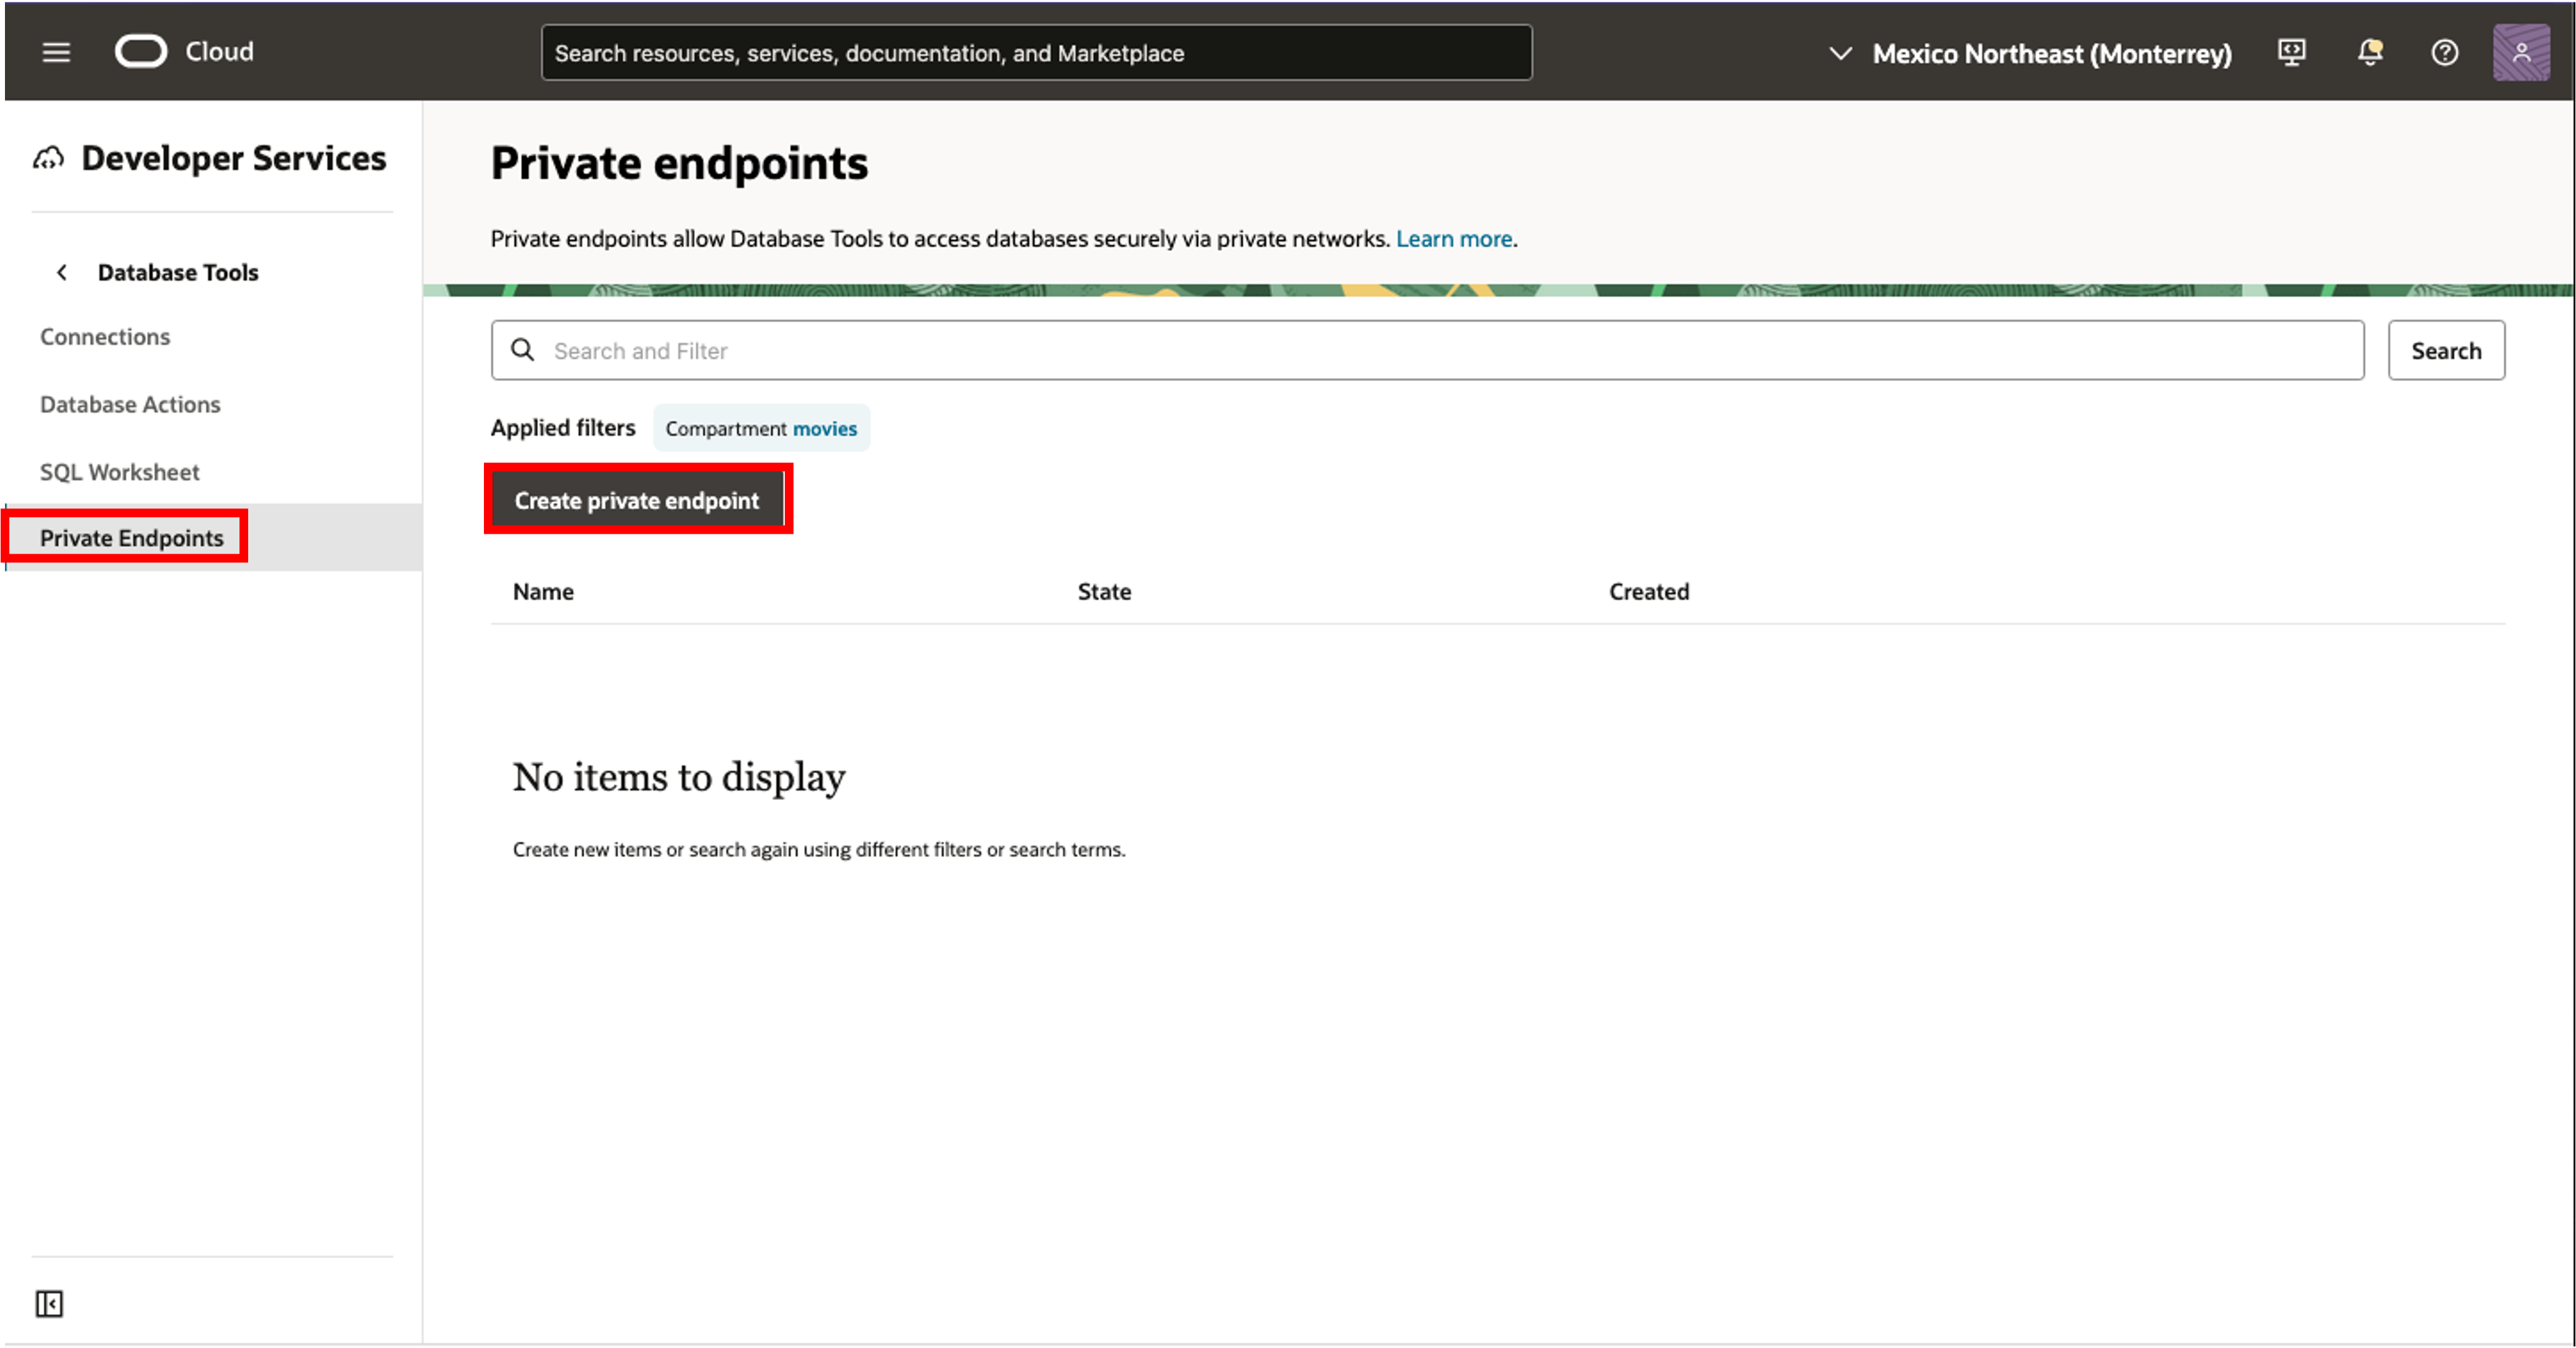 Cloud
Search resources, services, documentation, and Marketplace
Mexico Northeast (Monterrey)
Developer Services
Database Tools
Connections
Database Actions
SQL Worksheet
Private Endpoints
Private endpoints
Private endpoints allow Database Tools to access databases securely via private networks. Learn more.
Search and Filter
Search
Applied filters
Compartment movies
Create private endpoint
Name State Created
No items to display
Create new items or search again using different filters or search terms.